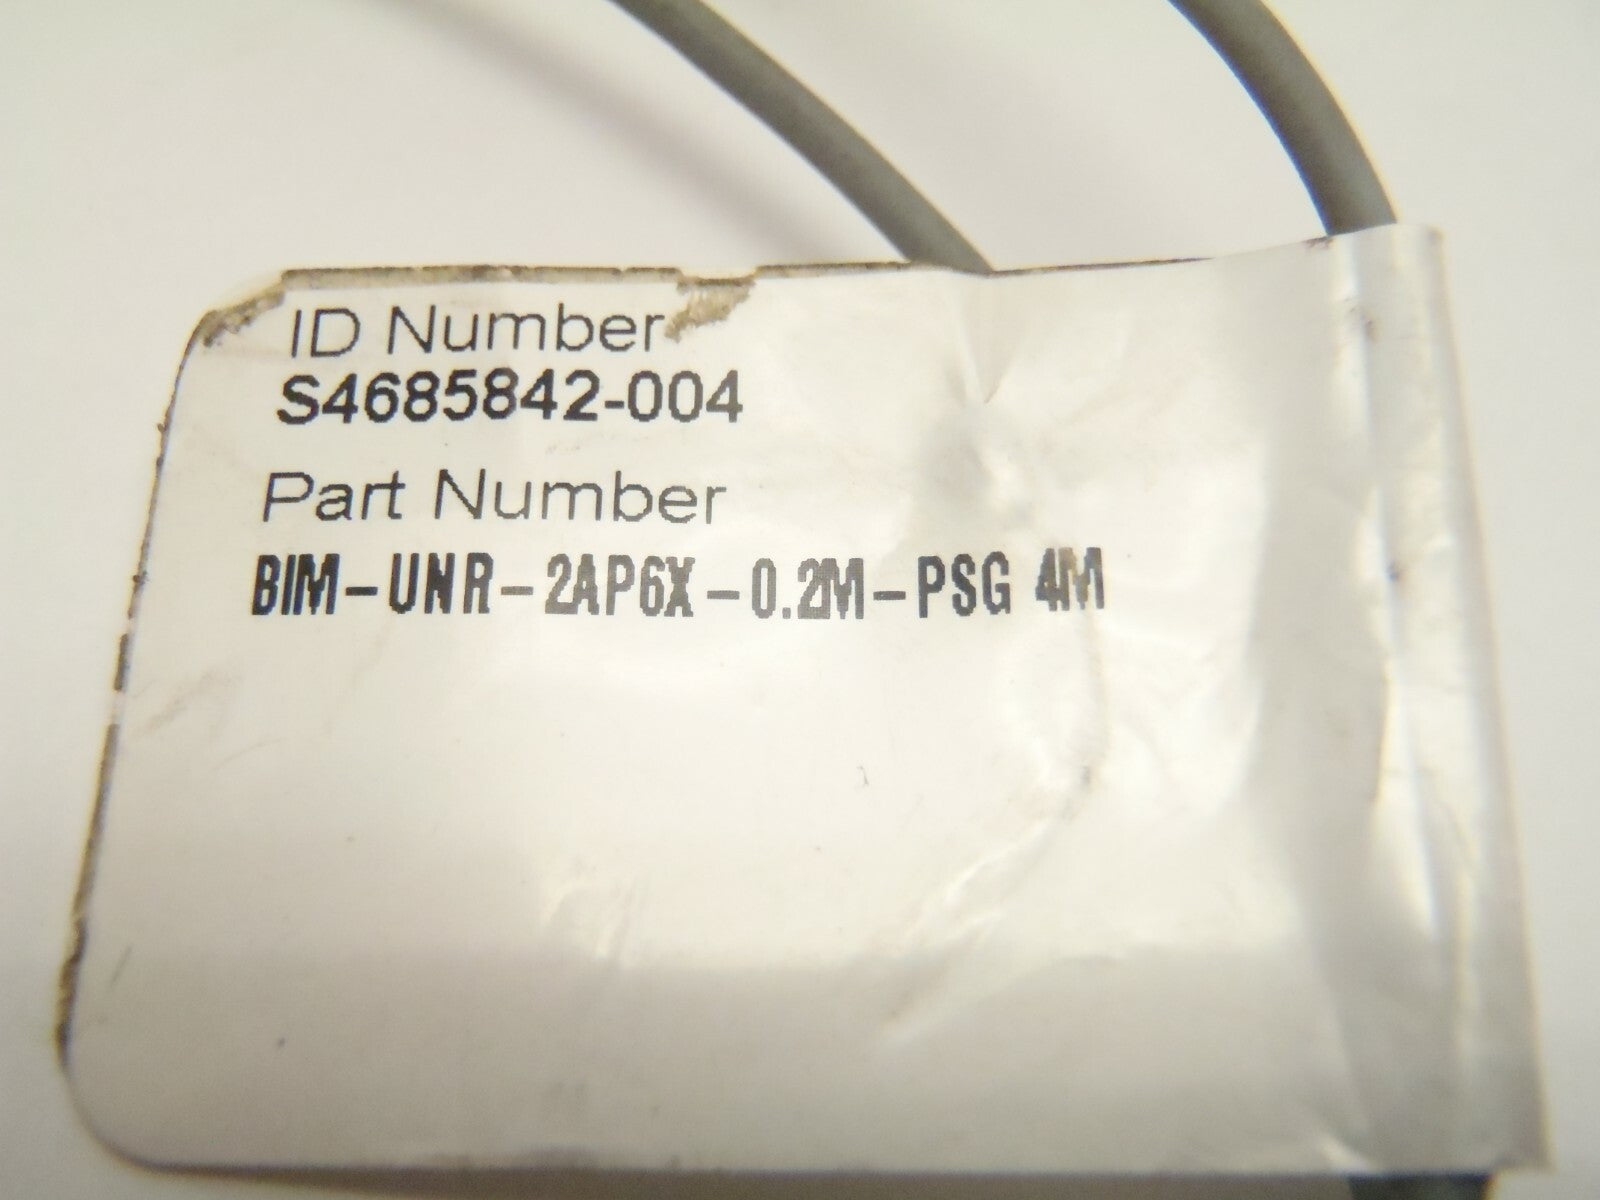 ID Number
S4685842-004
Part Number
BIM-UNR-2AP6X-0.2M-PSG 4M